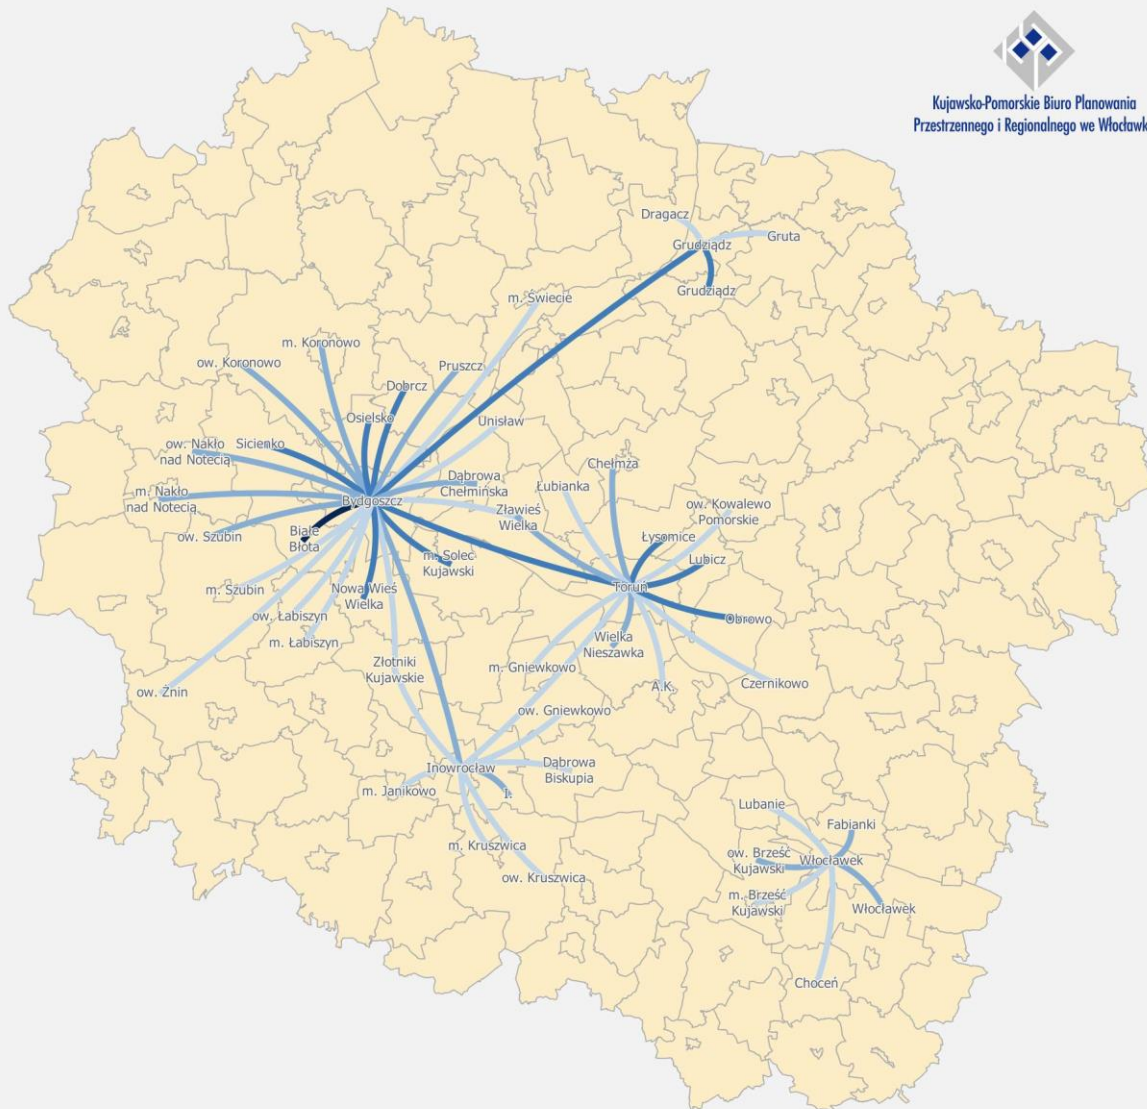 Kujawsko-Pomorskie Biuro Planowania
Przestrzennego i Regionalnego we Włocławk
Dragacz
Grudziądz
Gruta
Grudziądz
m. Świecie
m. Koronowo
ow. Koronowo
Pruszcz
Dobrcz
Osielsko
Unisław
ow. Nakło
nad Notecią
Sicienko
Chełmża
Dąbrowa
Chełmińska
Łubianka
m. Nakło
nad Notecią
Bydgoszcz
Zławieś
Wielka
ow. Kowalewo
Pomorskie
ow. Szubin
Białe
Błota
Łysomice
m. Solec
Kujawski
Lubicz
m. Szubin
Nowa Wieś
Wielka
Toruń
ow. Łabiszyn
Obrowo
m. Łabiszyn
Wielka
Nieszawka
Złotniki
Kujawskie
m. Gniewkowo
ow. Żnin
A.K.
Czernikowo
ow. Gniewkowo
Inowrocław
Dąbrowa
Biskupia
m. Janikowo
I.
Lubanie
Fabianki
m. Kruszwica
ow. Brześć
Kujawski
Włocławek
ow. Kruszwica
m. Brześć
Kujawski
Włocławek
Choceń